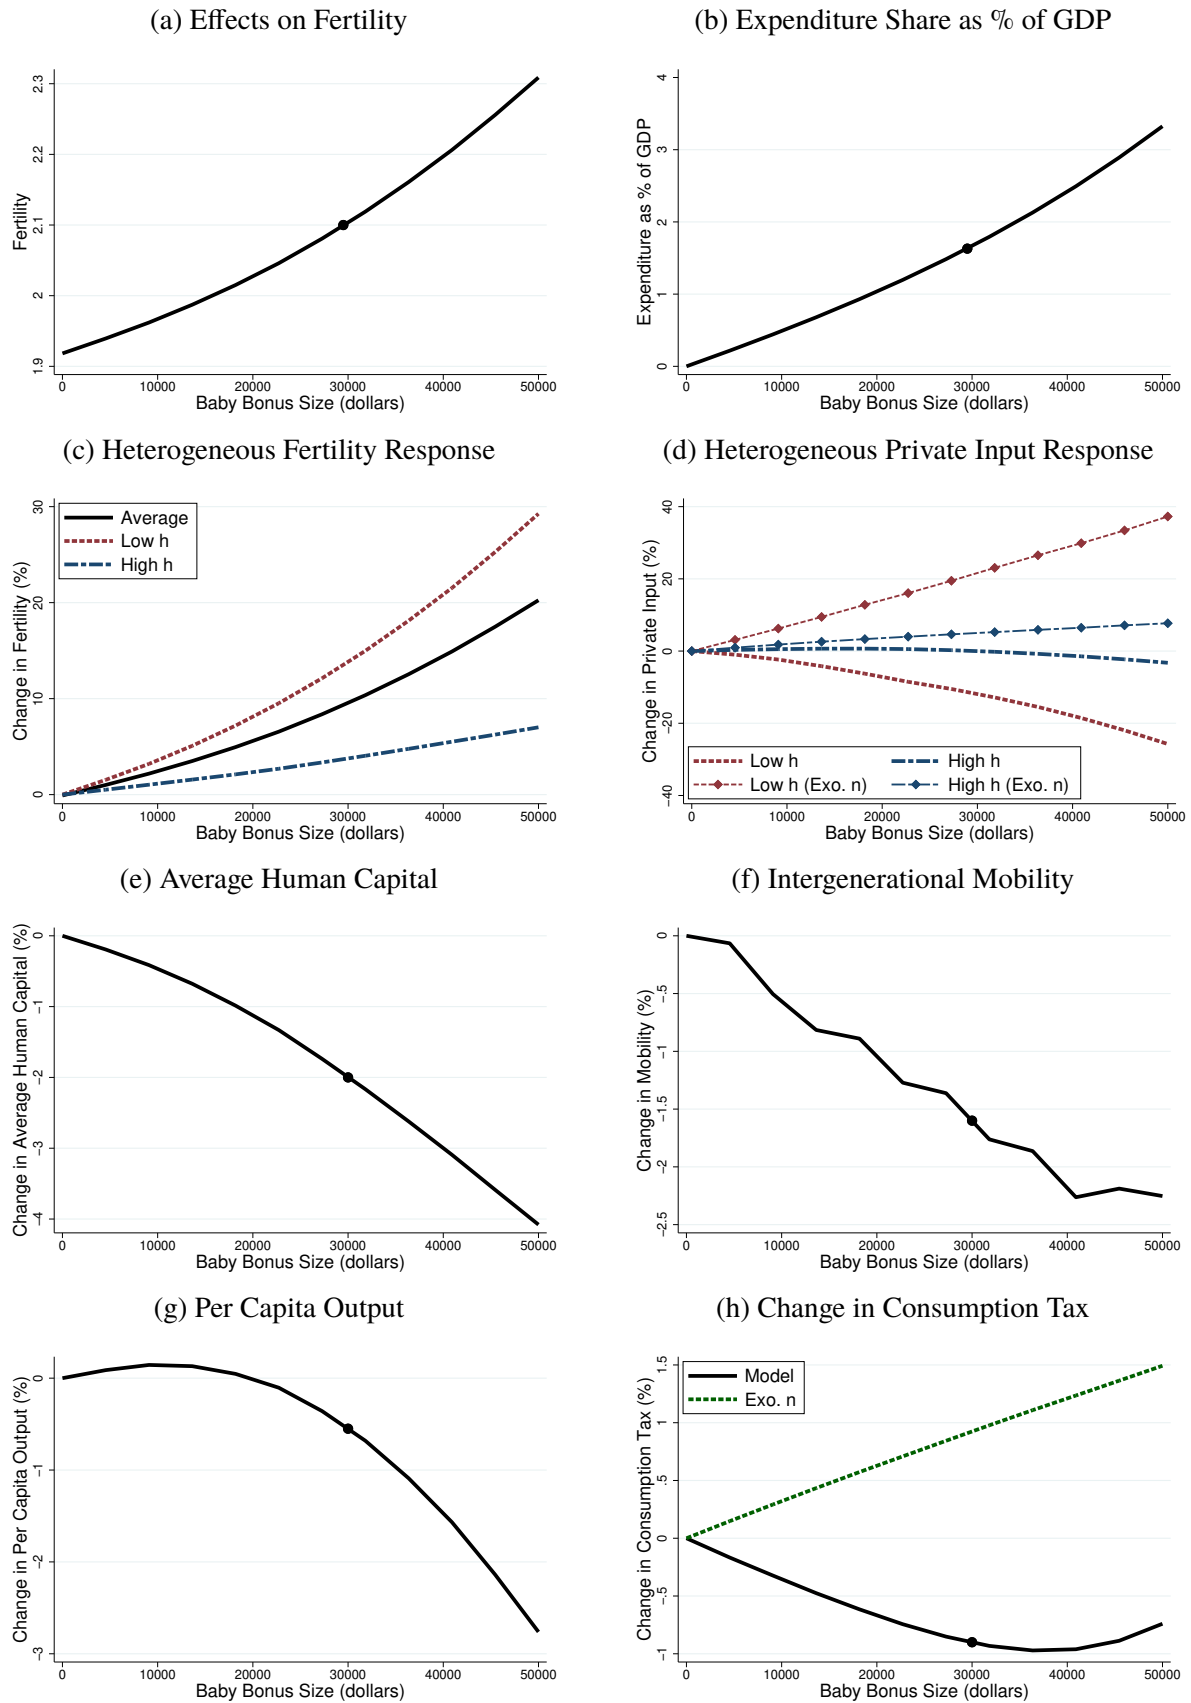 (a) Effects on Fertility
Fertility
1.9
2
2.1
2.2
2.3
0 10000 20000 30000 40000 50000
Baby Bonus Size (dollars)
(b) Expenditure Share as % of GDP
Expenditure as % of GDP
0
1
2
3
4
0 10000 20000 30000 40000 50000
Baby Bonus Size (dollars)
(c) Heterogeneous Fertility Response
Change in Fertility (%)
0
10
20
30
Average
Low h
High h
0 10000 20000 30000 40000 50000
Baby Bonus Size (dollars)
(d) Heterogeneous Private Input Response
Change in Private Input (%)
−40
−20
0
20
40
Low h High h
Low h (Exo. n) High h (Exo. n)
0 10000 20000 30000 40000 50000
Baby Bonus Size (dollars)
(e) Average Human Capital
Change in Average Human Capital (%)
−4
−3
−2
−1
0
0 10000 20000 30000 40000 50000
Baby Bonus Size (dollars)
(f) Intergenerational Mobility
Change in Mobility (%)
−2.5
−2
−1.5
−1
−.5
0
0 10000 20000 30000 40000 50000
Baby Bonus Size (dollars)
(g) Per Capita Output
Change in Per Capita Output (%)
−3
−2
−1
0
0 10000 20000 30000 40000 50000
Baby Bonus Size (dollars)
(h) Change in Consumption Tax
Change in Consumption Tax (%)
−1
−.5
0
.5
1
1.5
Model
Exo. n
0 10000 20000 30000 40000 50000
Baby Bonus Size (dollars)